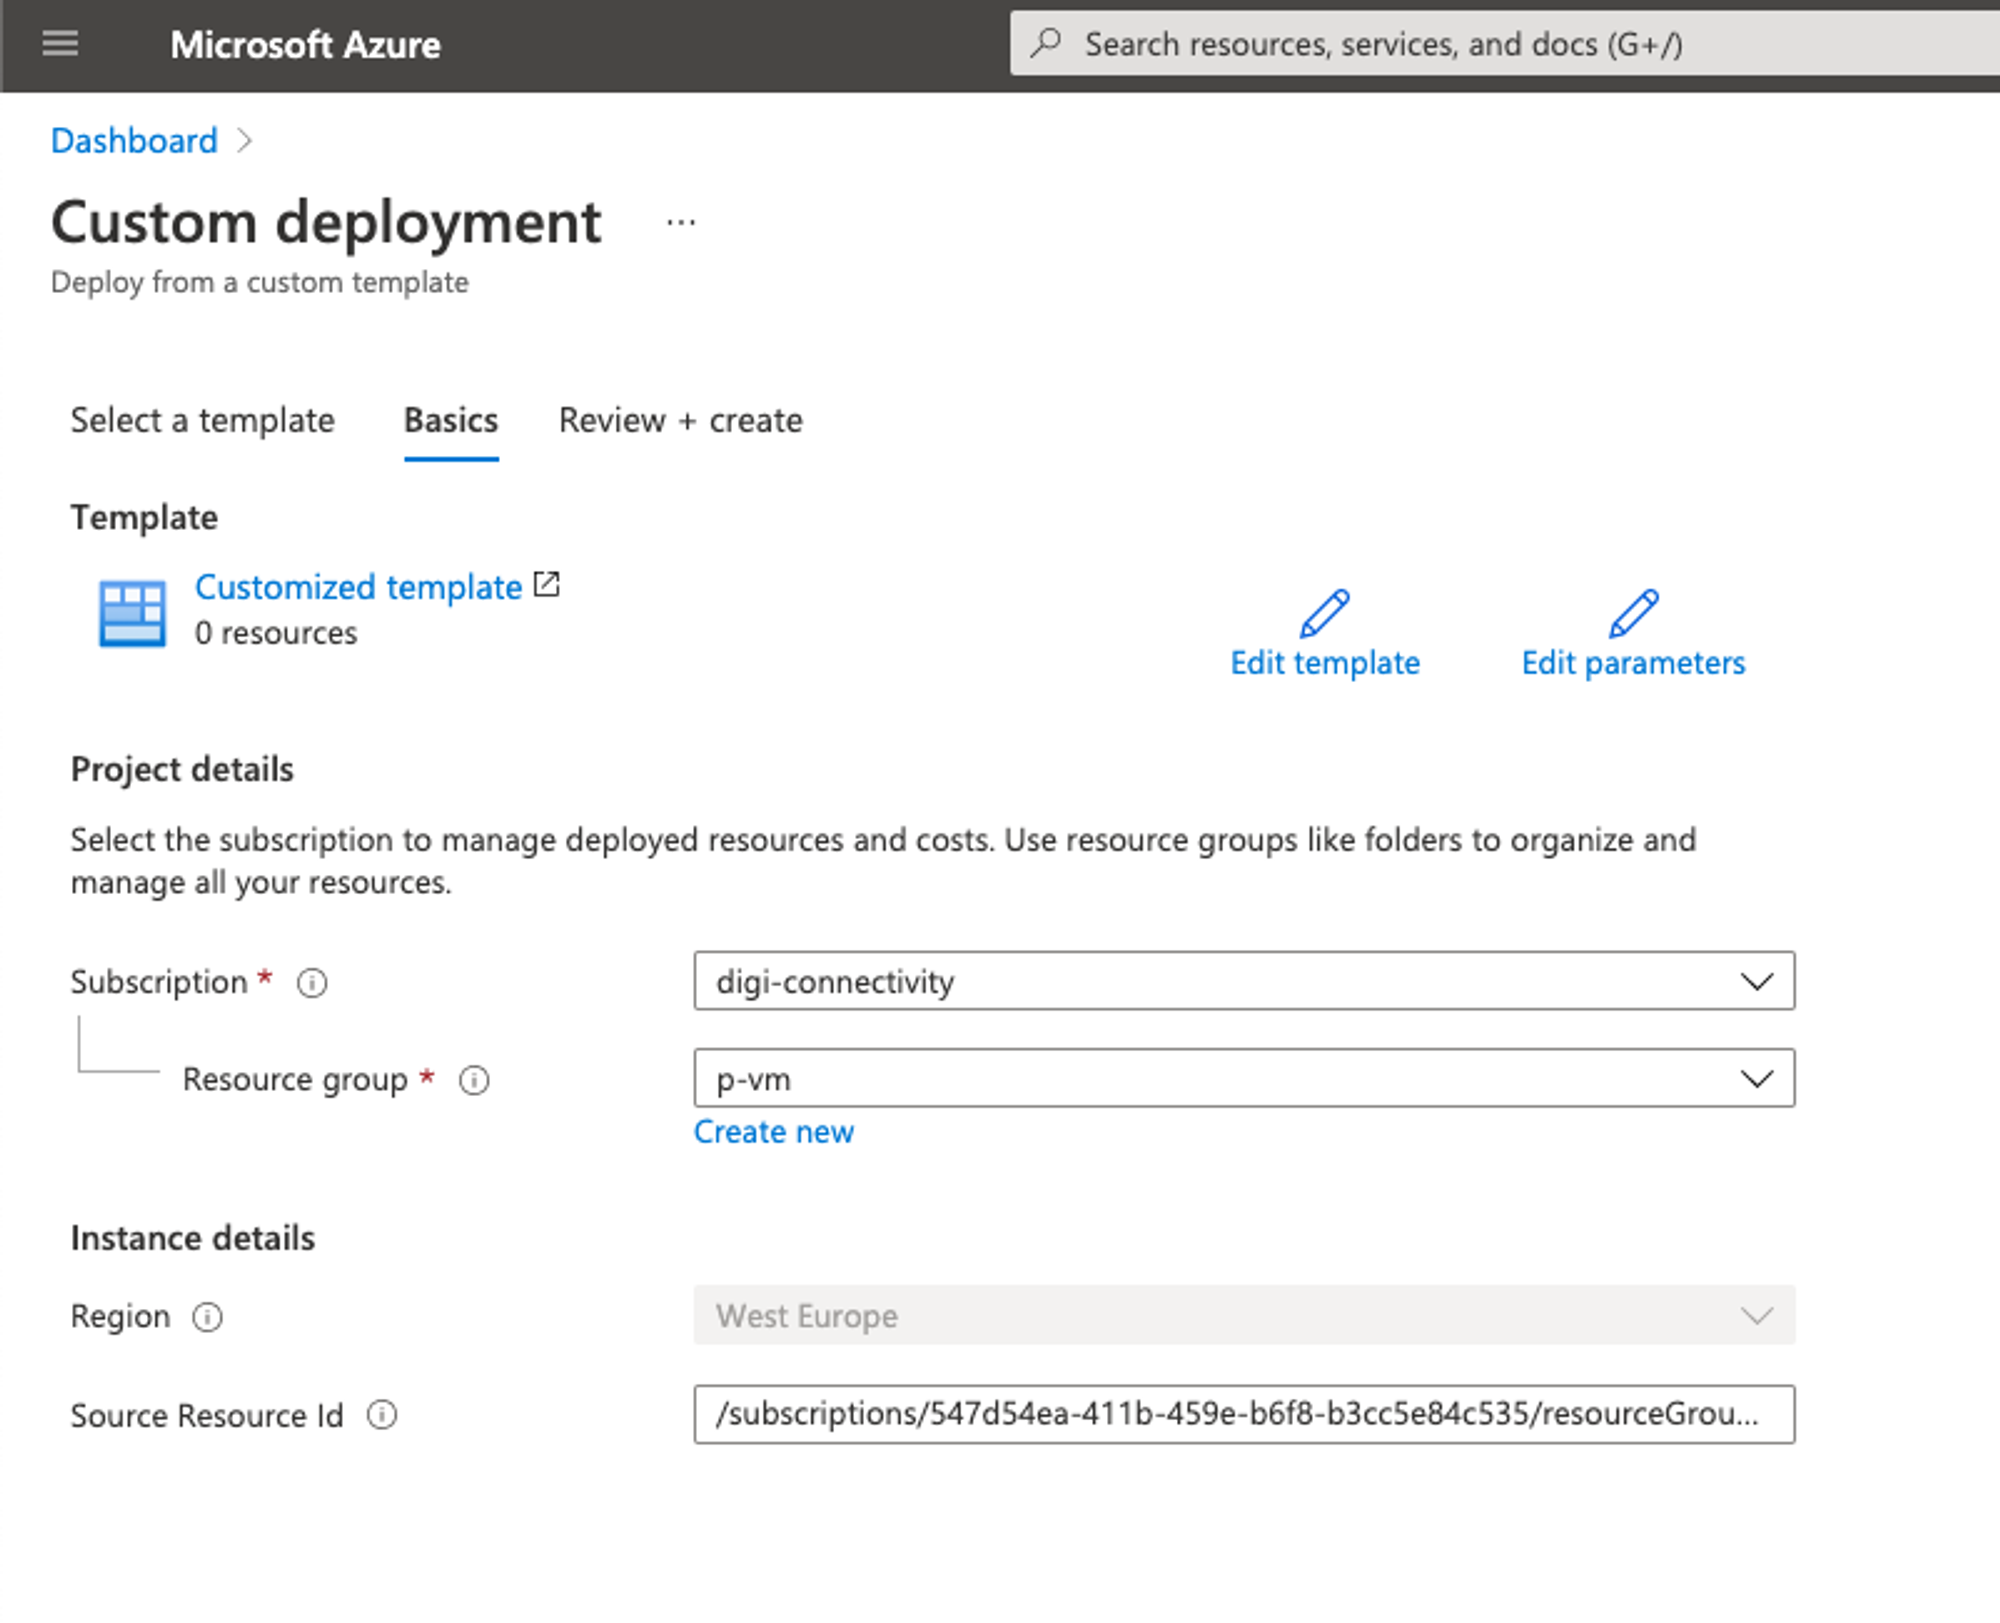 Microsoft Azure
Search resources, services, and docs (G+/)
Dashboard >
Custom deployment ...
Deploy from a custom template
Select a template Basics Review + create
Template
Customized template
0 resources
Edit template Edit parameters
Project details
Select the subscription to manage deployed resources and costs. Use resource groups like folders to organize and
manage all your resources.
Subscription * digi-connectivity
Resource group * p-vm
Create new
Instance details
Region West Europe
Source Resource Id /subscriptions/547d54ea-411b-459e-b6f8-b3cc5e84c535/resourceGrou...